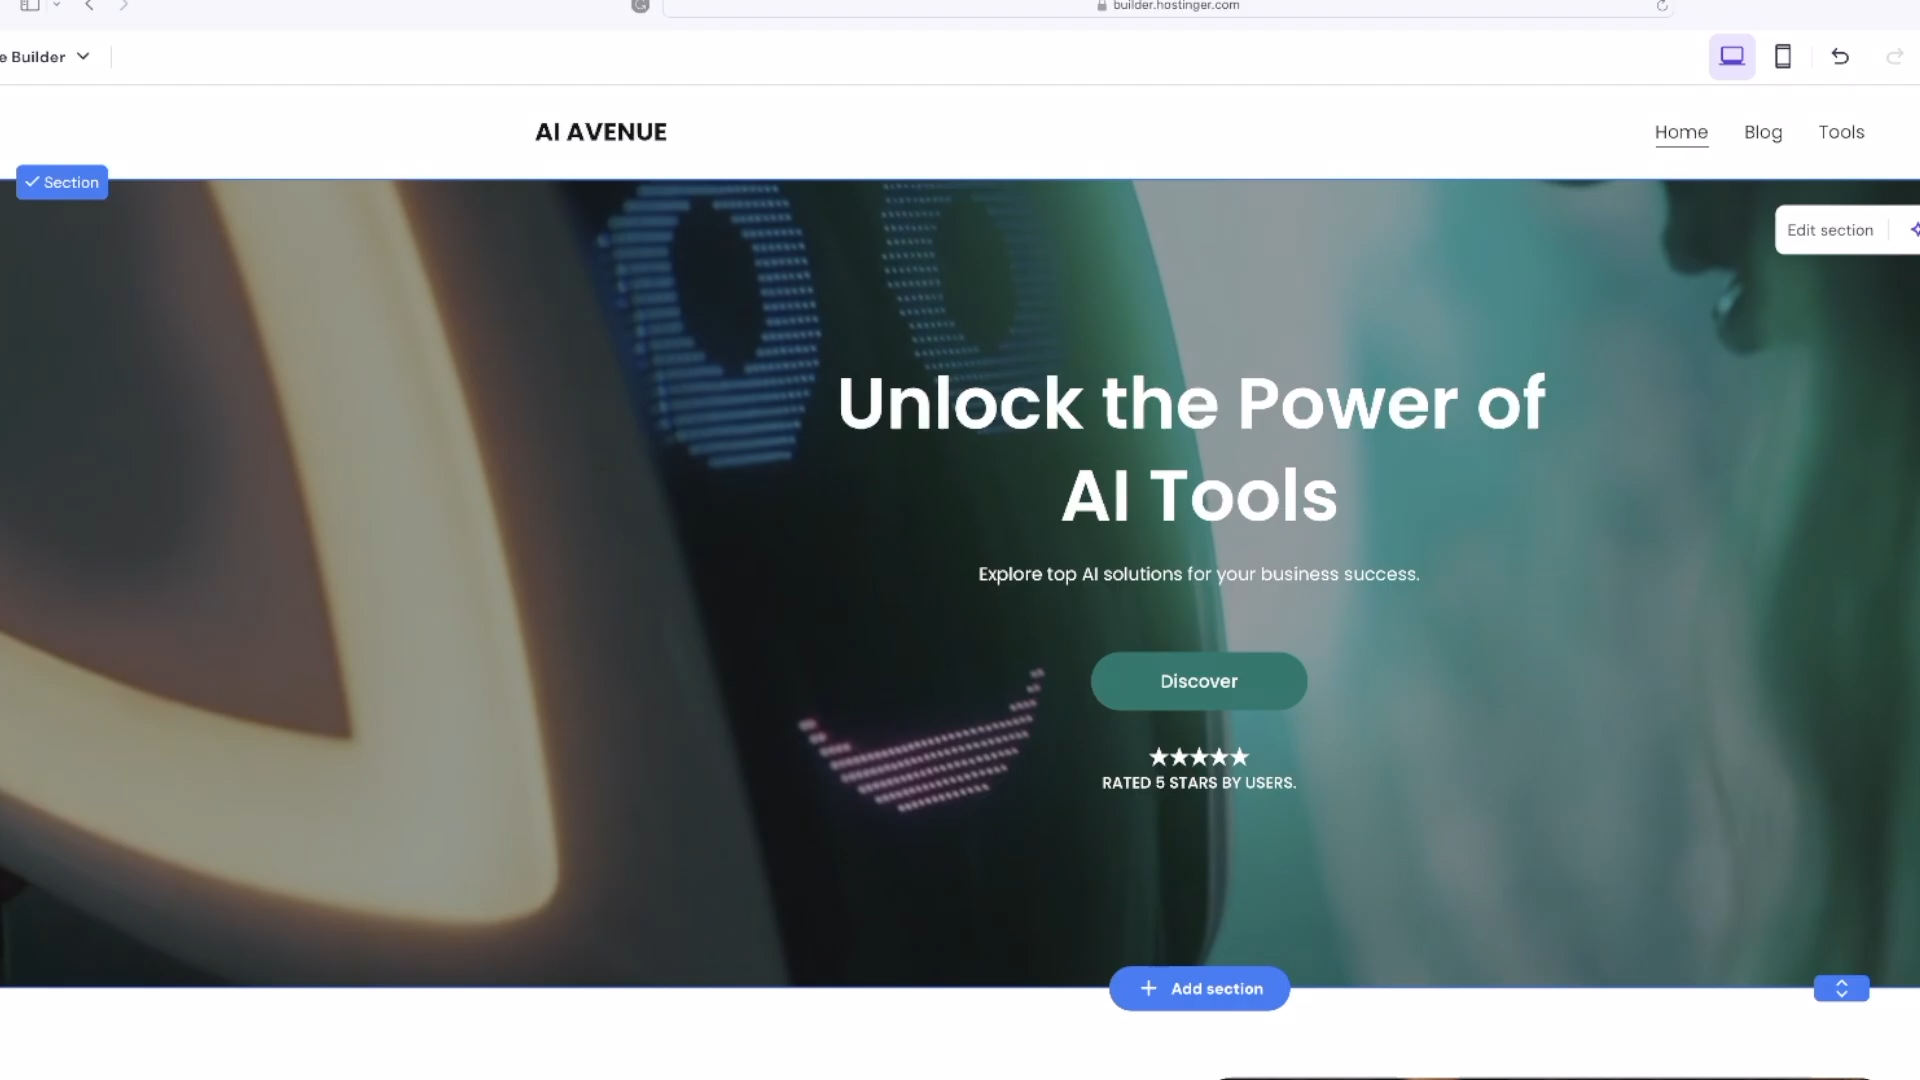 builder.hostinger.com
e Builder
AI AVENUE
Home
Blog
Tools
Section
Edit section
Unlock the Power of
AI Tools
Explore top AI solutions for your business success.
Discover
★★★★★
RATED 5 STARS BY USERS.
+ Add section